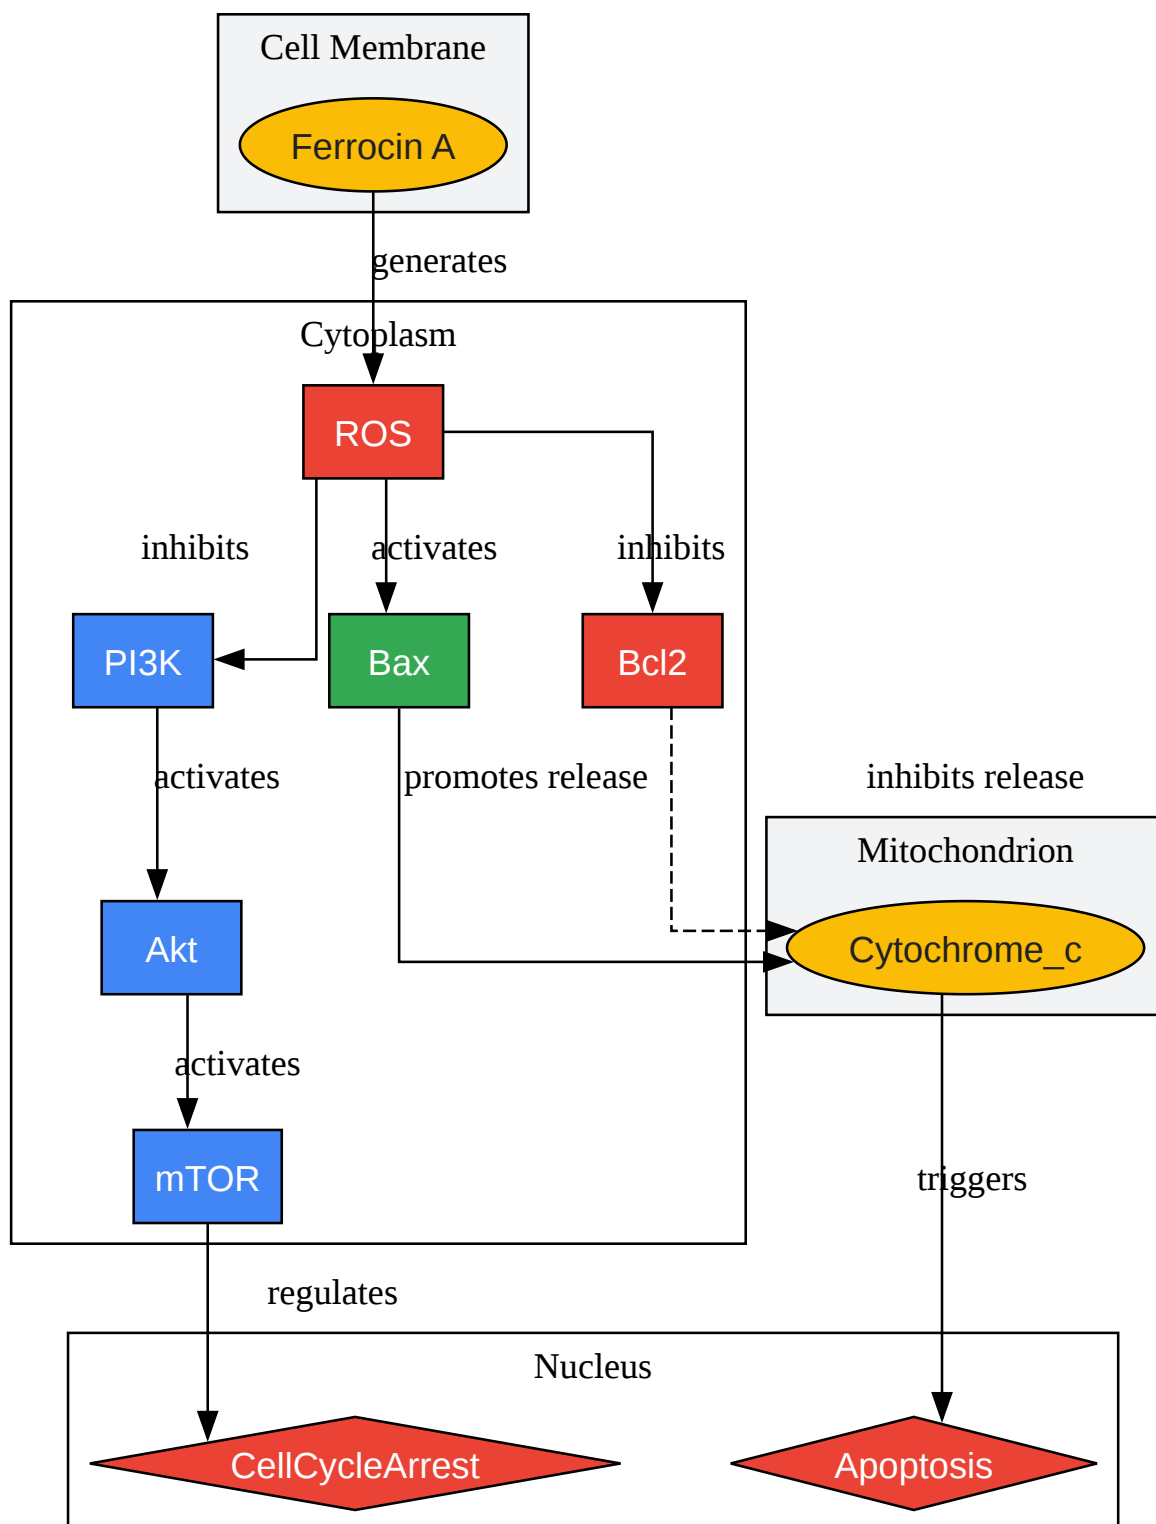 Cell Membrane
Ferrocin A
generates
Cytoplasm
ROS
inhibits
activates
inhibits
PI3K
Bax
Bcl2
activates
promotes release
inhibits release
Mitochondrion
Akt
Cytochrome_c
activates
mTOR
triggers
regulates
Nucleus
CellCycleArrest
Apoptosis